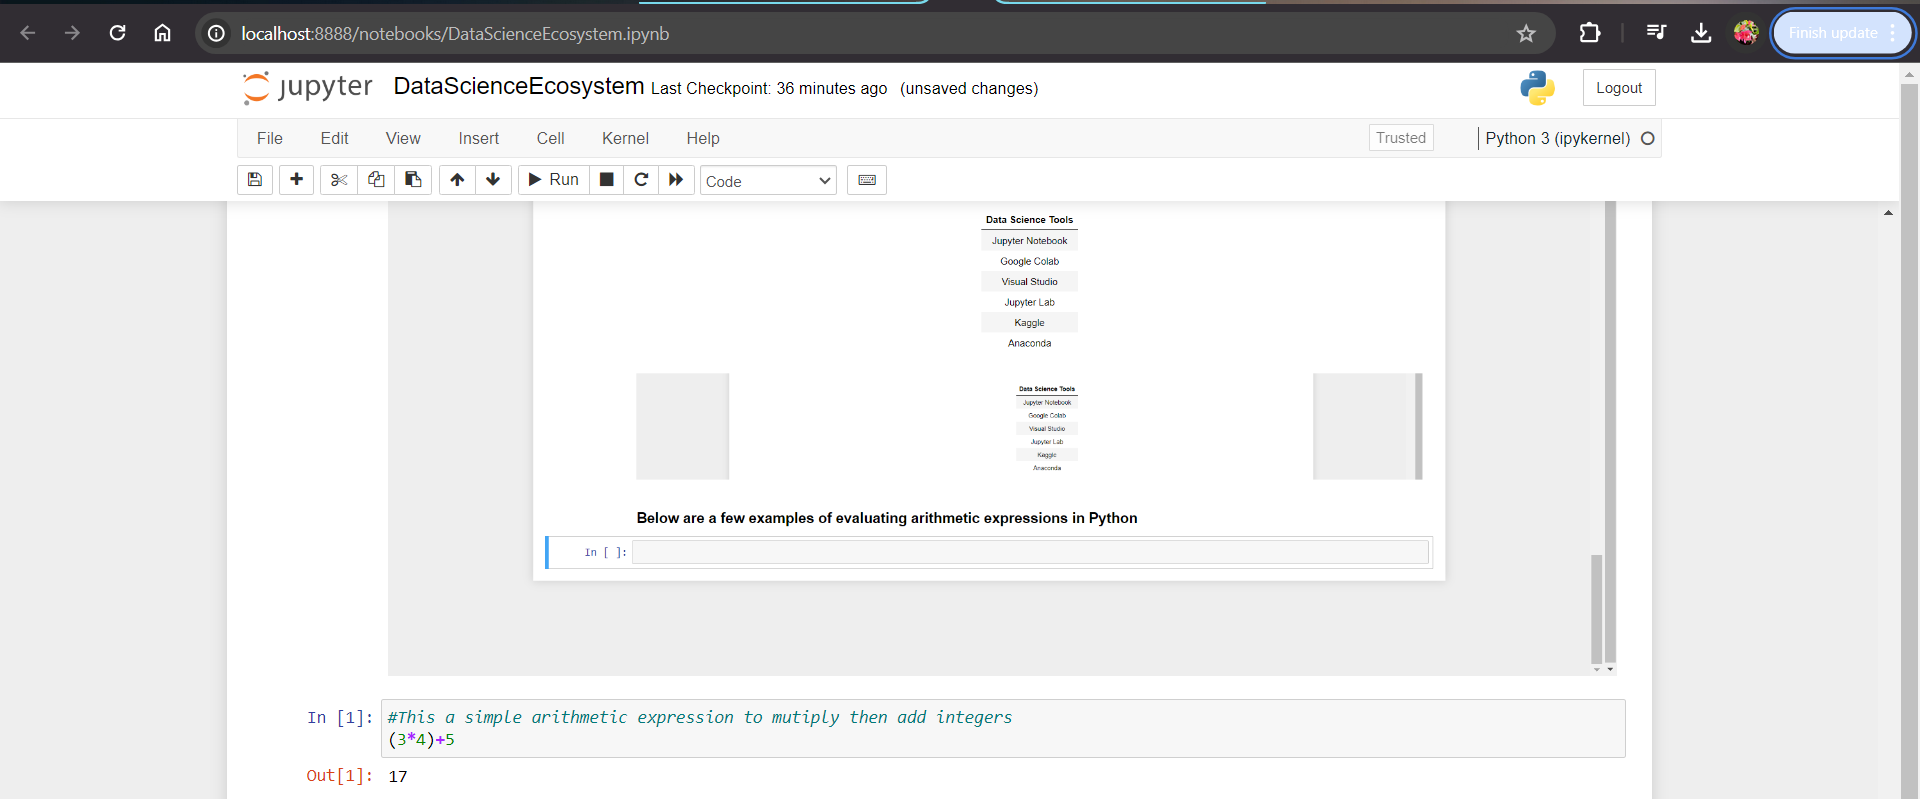 localhost:8888/notebooks/DataScienceEcosystem.ipynb
Finish update
jupyter DataScienceEcosystem Last Checkpoint: 36 minutes ago (unsaved changes)
Logout
File Edit View Insert Cell Kernel Help
Trusted
Python 3 (ipykernel)
Run
Code
Data Science Tools
Jupyter Notebook
Google Colab
Visual Studio
Jupyter Lab
Kaggle
Anaconda
Data Science Tools
Jupyter Notebook
Google Colab
Visual Studio
Jupyter Lab
Kaggle
Anaconda
Below are a few examples of evaluating arithmetic expressions in Python
In [ ]:
In [1]: #This a simple arithmetic expression to mutiply then add integers
(3*4)+5
Out[1]: 17